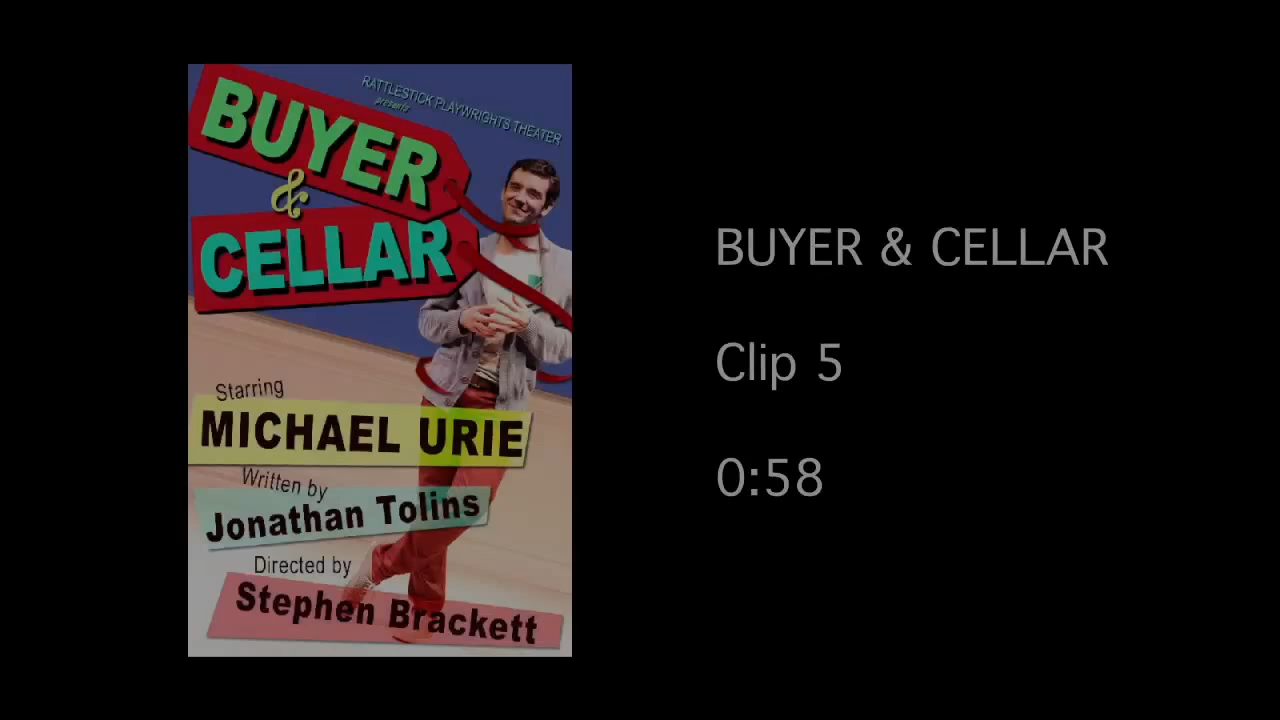 RATTLESTICK PLAYWRIGHTS THEATER
presents
BUYER
&
CELLAR
Starring
MICHAEL URIE
Written by
Jonathan Tolins
Directed by
Stephen Brackett
BUYER & CELLAR
Clip 5
0:58